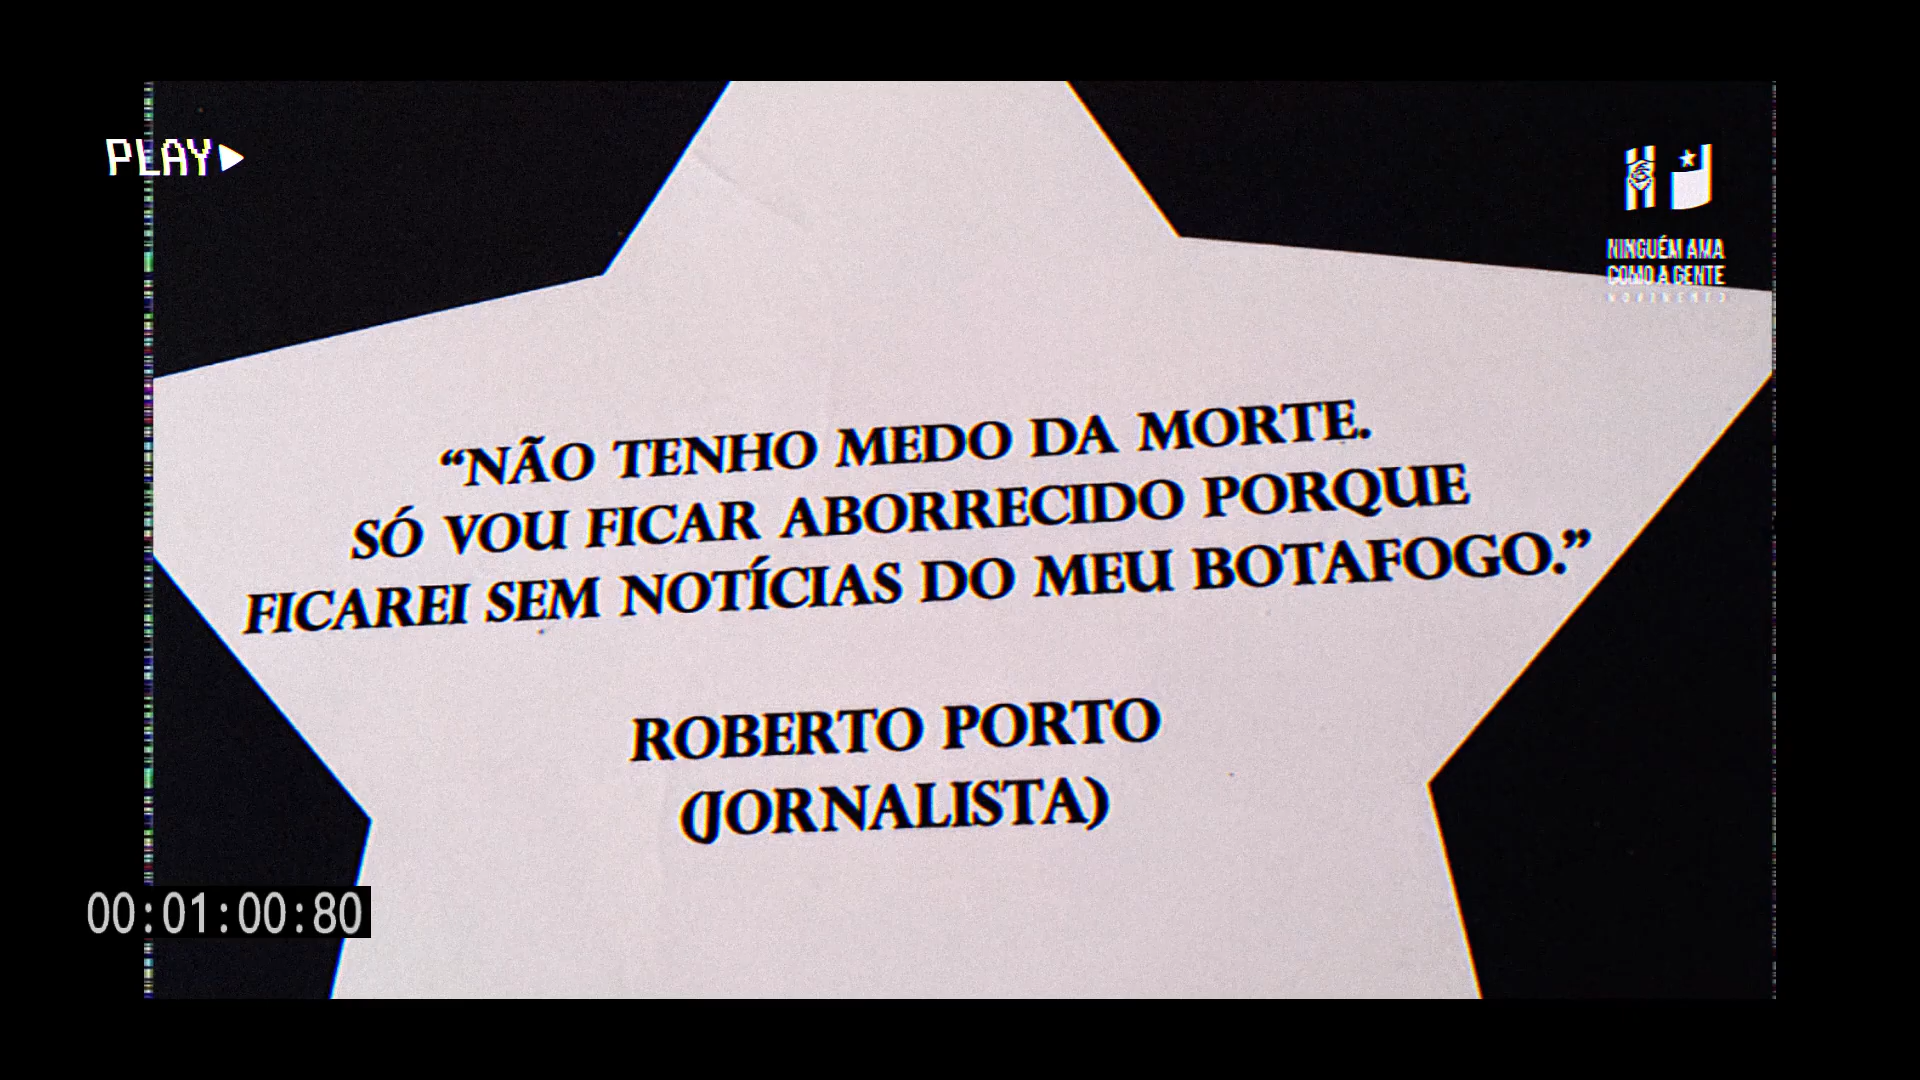 PLAY
NINGUÉM AMA
COMO A GENTE
MOVIMENTO
“NÃO TENHO MEDO DA MORTE.
SÓ VOU FICAR ABORRECIDO PORQUE
FICAREI SEM NOTÍCIAS DO MEU BOTAFOGO.”
ROBERTO PORTO
(JORNALISTA)
00:01:00:80